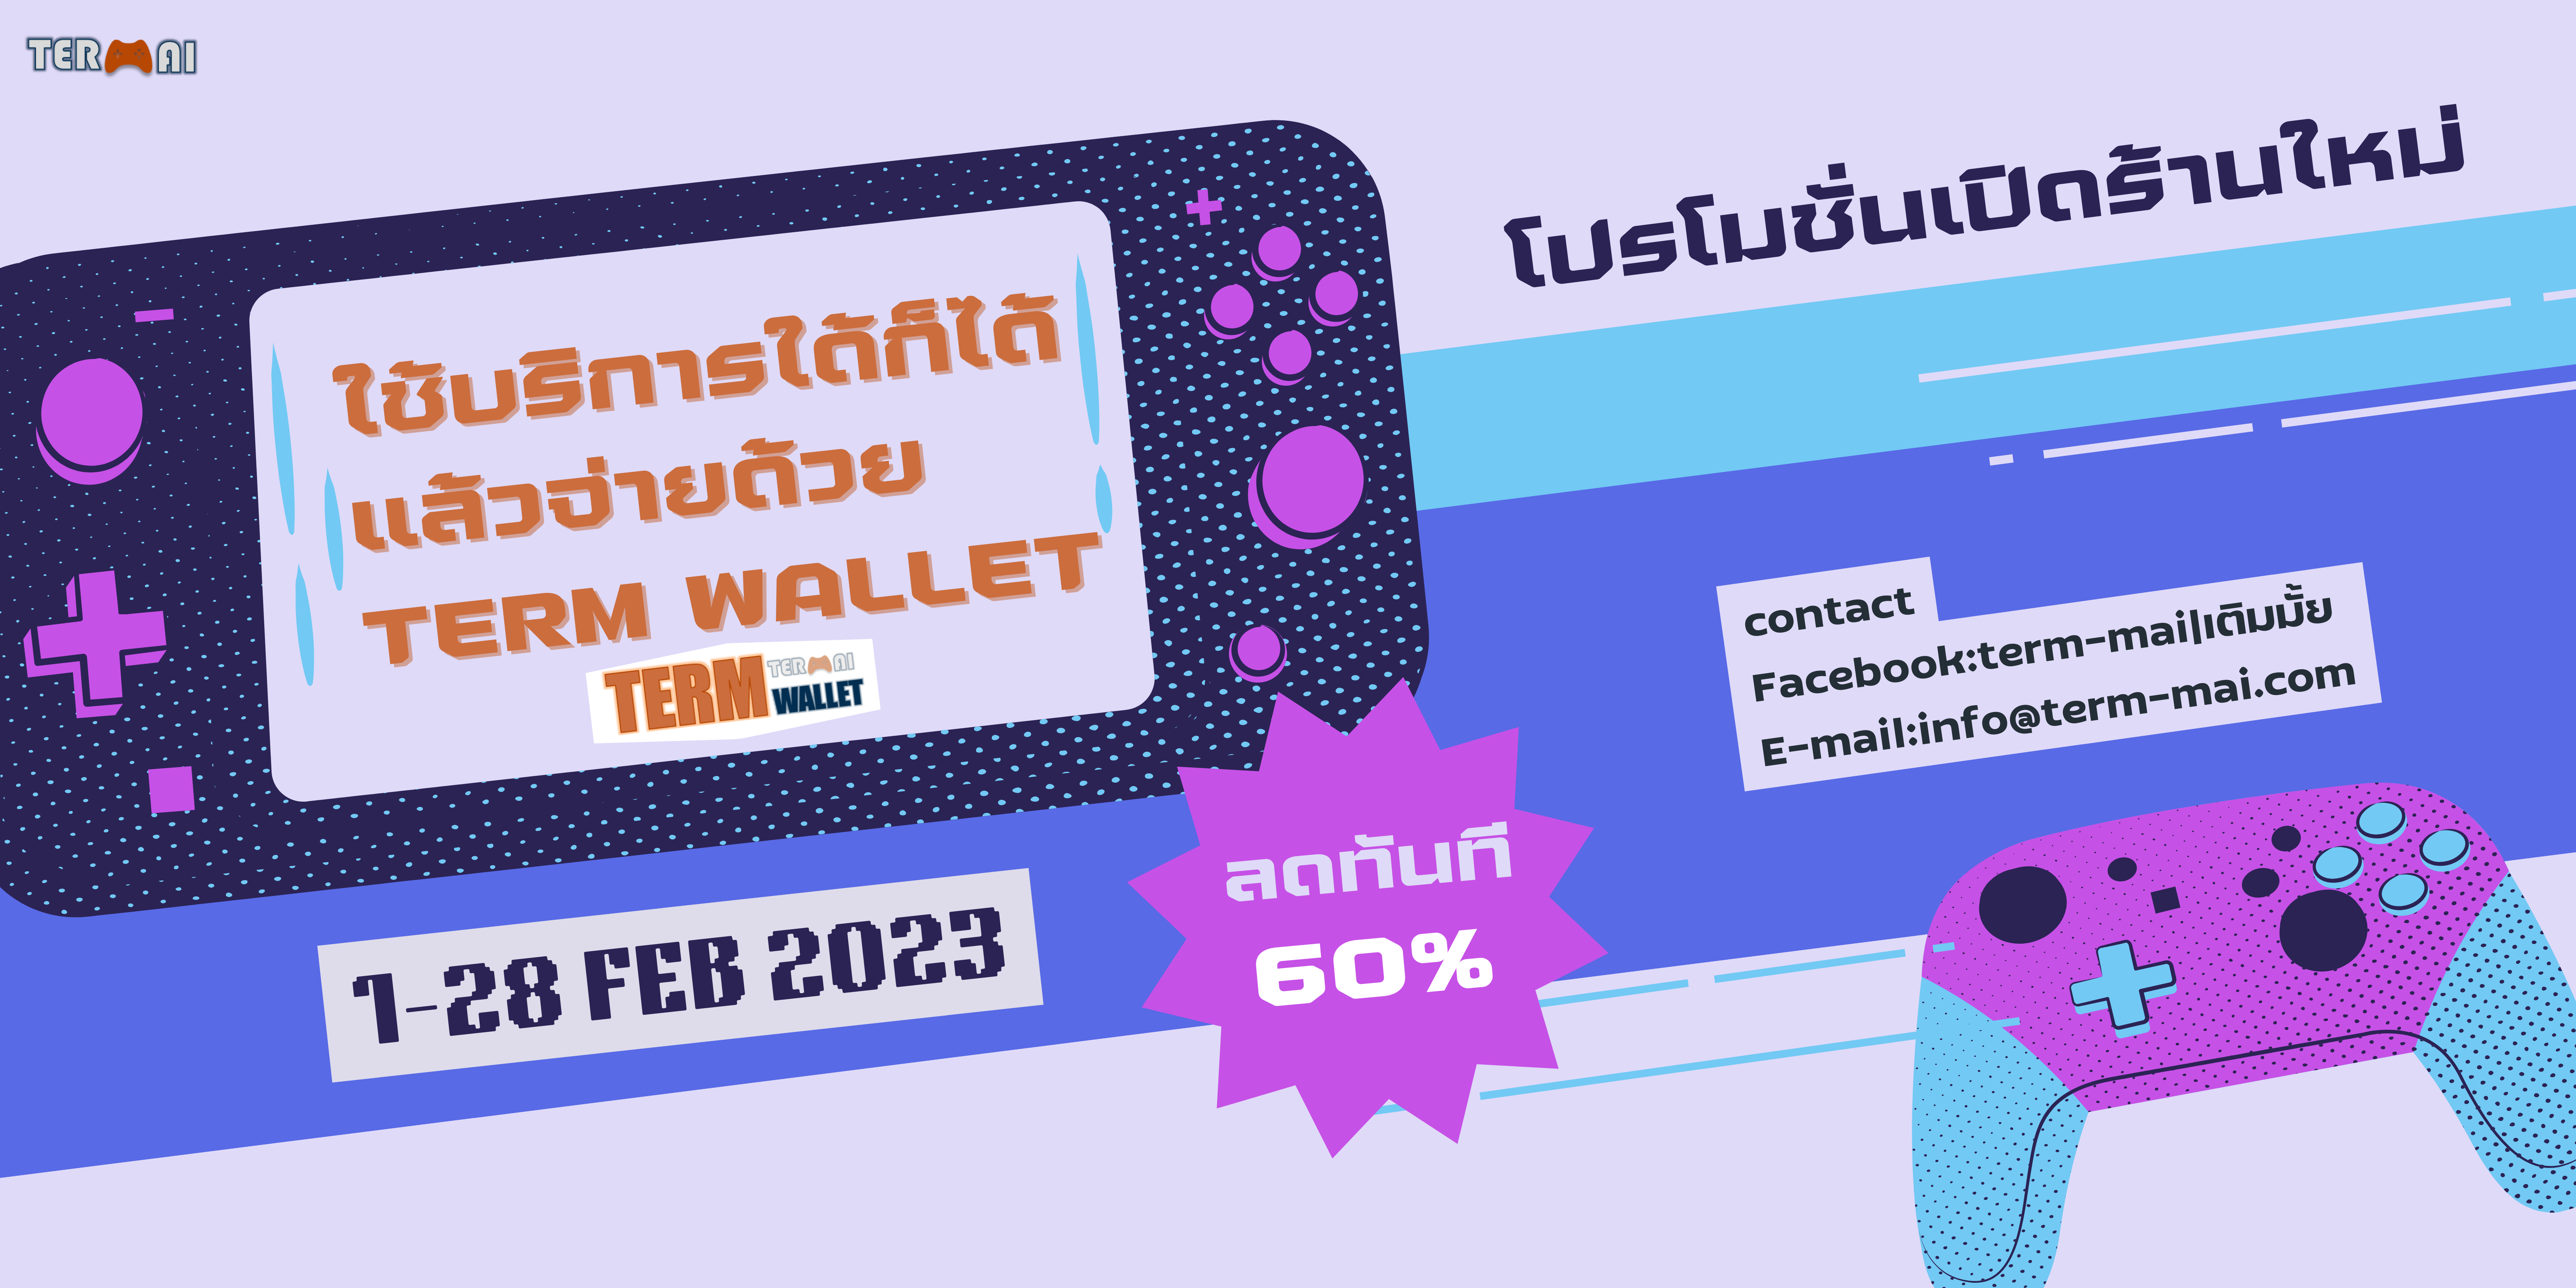 TERMAI
โปรโมชั่นเปิดร้านใหม่
ใช้บริการใด้ก็ได้
แล้วจ่ายด้วย
TERM WALLET
TERM
TERMAI
WALLET
contact
Facebook:term-mai|เติมมั้ย
E-mail:info@term-mai.com
ลดทันที
60%
1-28 FEB 2023